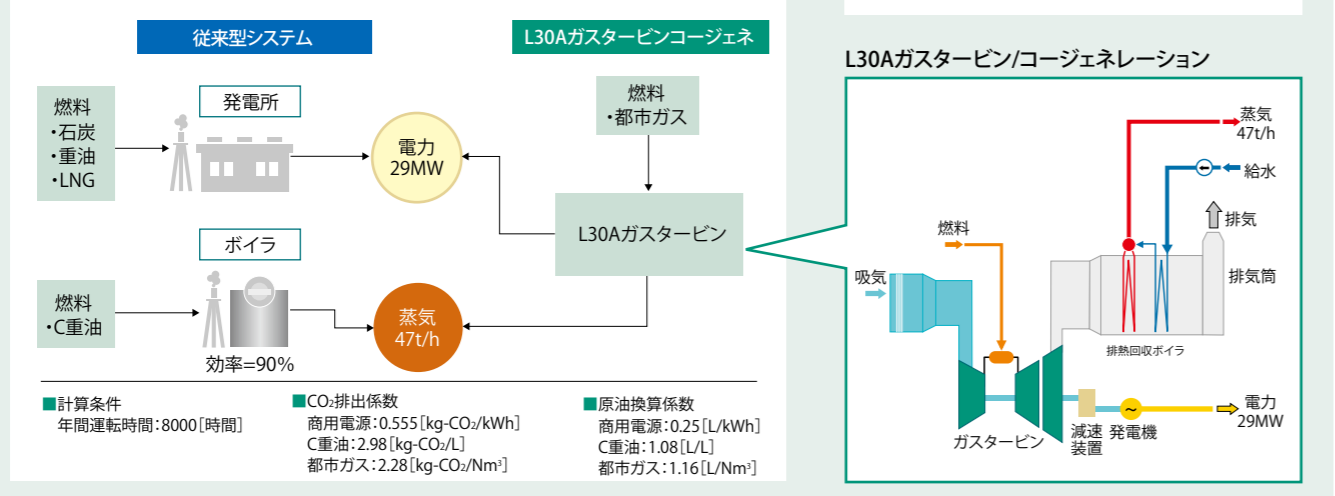 従来型システム
L30Aガスタービンコージェネ
燃料
・石炭
・重油
・LNG
発電所
電力
29MW
燃料
・都市ガス
L30Aガスタービン
ボイラ
燃料
・C重油
効率=90%
蒸気
47t/h
■計算条件
年間運転時間:8000[時間]
■CO₂排出係数
商用電源:0.555[kg-CO₂/kWh]
C重油:2.98[kg-CO₂/L]
都市ガス:2.28[kg-CO₂/Nm³]
■原油換算係数
商用電源:0.25[L/kWh]
C重油:1.08[L/L]
都市ガス:1.16[L/Nm³]
L30Aガスタービン/コージェネレーション
蒸気
47t/h
給水
排気
排気筒
燃料
吸気
排熱回収ボイラ
ガスタービン
減速
装置
発電機
~
電力
29MW